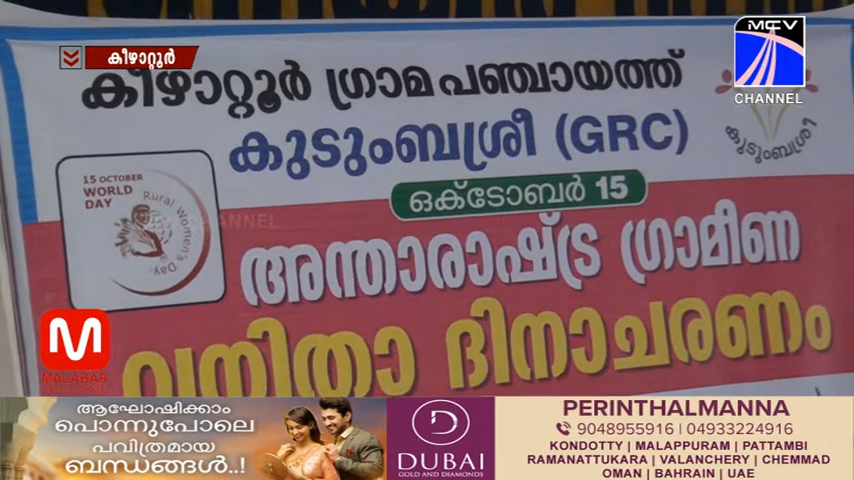 കീഴാറ്റൂർ
MCV
CHANNEL
കീഴാറ്റൂർ ഗ്രാമപഞ്ചായത്ത്
കുടുംബശ്രീ (GRC)
കുടുംബശ്രീ
ഒക്ടോബർ 15
15 OCTOBER
WORLD
DAY
Rural Women's Day
CHANNEL
അന്താരാഷ്ട്ര ഗ്രാമീണ
വനിതാ ദിനാചരണം
M
MALABAR
ആഘോഷിക്കാം
പൊന്നുപോലെ
പവിത്രമായ
ബന്ധങ്ങൾ..!
D
DUBAI
GOLD AND DIAMONDS
PERINTHALMANNA
9048955916 | 04933224916
KONDOTTY | MALAPPURAM | PATTAMBI
RAMANATTUKARA | VALANCHERY | CHEMMAD
OMAN | BAHRAIN | UAE